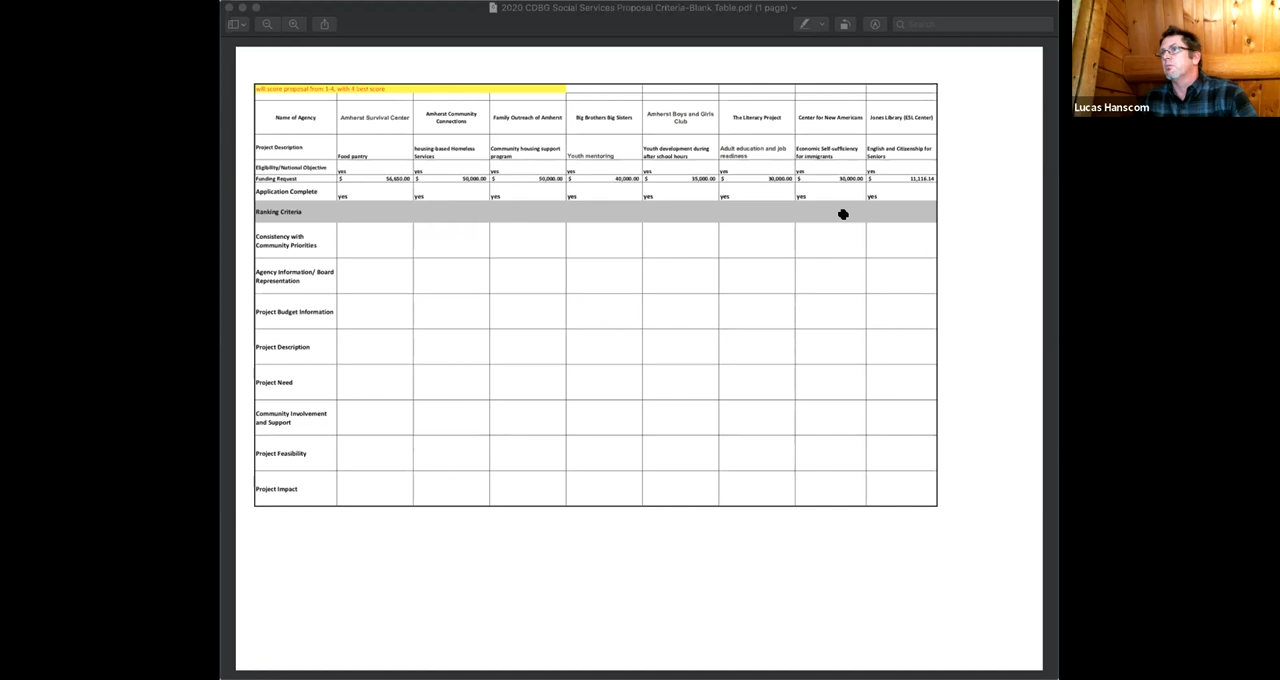 2020 CDBG Social Services Proposal Criteria-Blank Table.pdf (1 page)
Search
Lucas Hanscom
will score proposal from 1-4, with 4 best score
Name of Agency Amherst Survival Center Amherst Community Connections Family Outreach of Amherst Big Brothers Big Sisters Amherst Boys and Girls Club The Literacy Project Center for New Americans Jones Library (ESL Center)
Project Description Food pantry housing-based Homeless Services Community housing support program Youth mentoring Youth development during after school hours Adult education and job readiness Economic Self-sufficiency for immigrants English and Citizenship for Seniors
Eligibility/National Objective yes yes yes yes yes yes yes yes
Funding Request $ 56,650.00 $ 50,000.00 $ 50,000.00 $ 40,000.00 $ 35,000.00 $ 30,000.00 $ 30,000.00 $ 11,116.14
Application Complete yes yes yes yes yes yes yes yes
Ranking Criteria
Consistency with
Community Priorities
Agency Information/ Board
Representation
Project Budget Information
Project Description
Project Need
Community Involvement
and Support
Project Feasibility
Project Impact